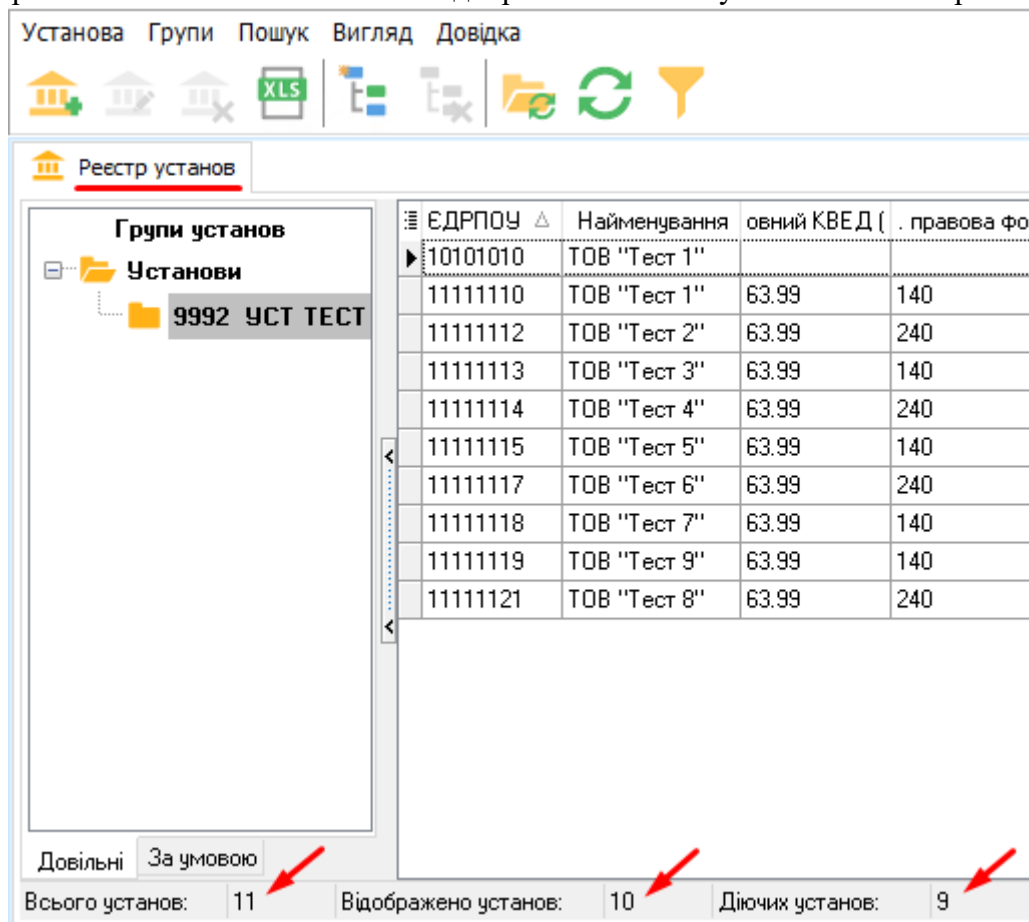 Установа Групи Пошук Вигляд Довідка
XLS
Реєстр установ
Групи установ
Установи
9992 УСТ ТЕСТ
ЄДРПОУ Найменування овний КВЕД ( . правова фо
10101010 ТОВ "Тест 1"
11111110 ТОВ "Тест 1" 63.99 140
11111112 ТОВ "Тест 2" 63.99 240
11111113 ТОВ "Тест 3" 63.99 140
11111114 ТОВ "Тест 4" 63.99 240
11111115 ТОВ "Тест 5" 63.99 140
11111117 ТОВ "Тест 6" 63.99 240
11111118 ТОВ "Тест 7" 63.99 140
11111119 ТОВ "Тест 9" 63.99 140
11111121 ТОВ "Тест 8" 63.99 240
Довільні За умовою
Всього установ: 11 Відображено установ: 10 Діючих установ: 9